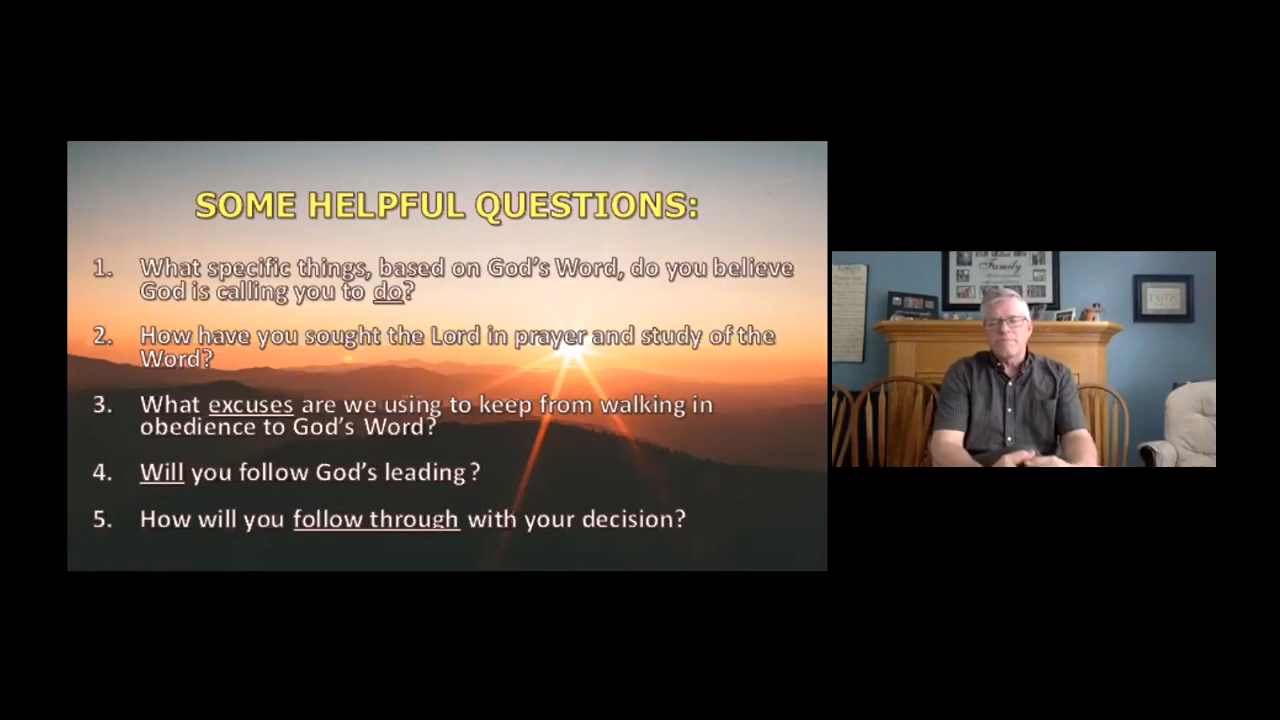 SOME HELPFUL QUESTIONS:
1. What specific things, based on God's Word, do you believe
God is calling you to do?
2. How have you sought the Lord in prayer and study of the
Word?
3. What excuses are we using to keep from walking in
obedience to God's Word?
4. Will you follow God's leading?
5. How will you follow through with your decision?
Family
FAITH